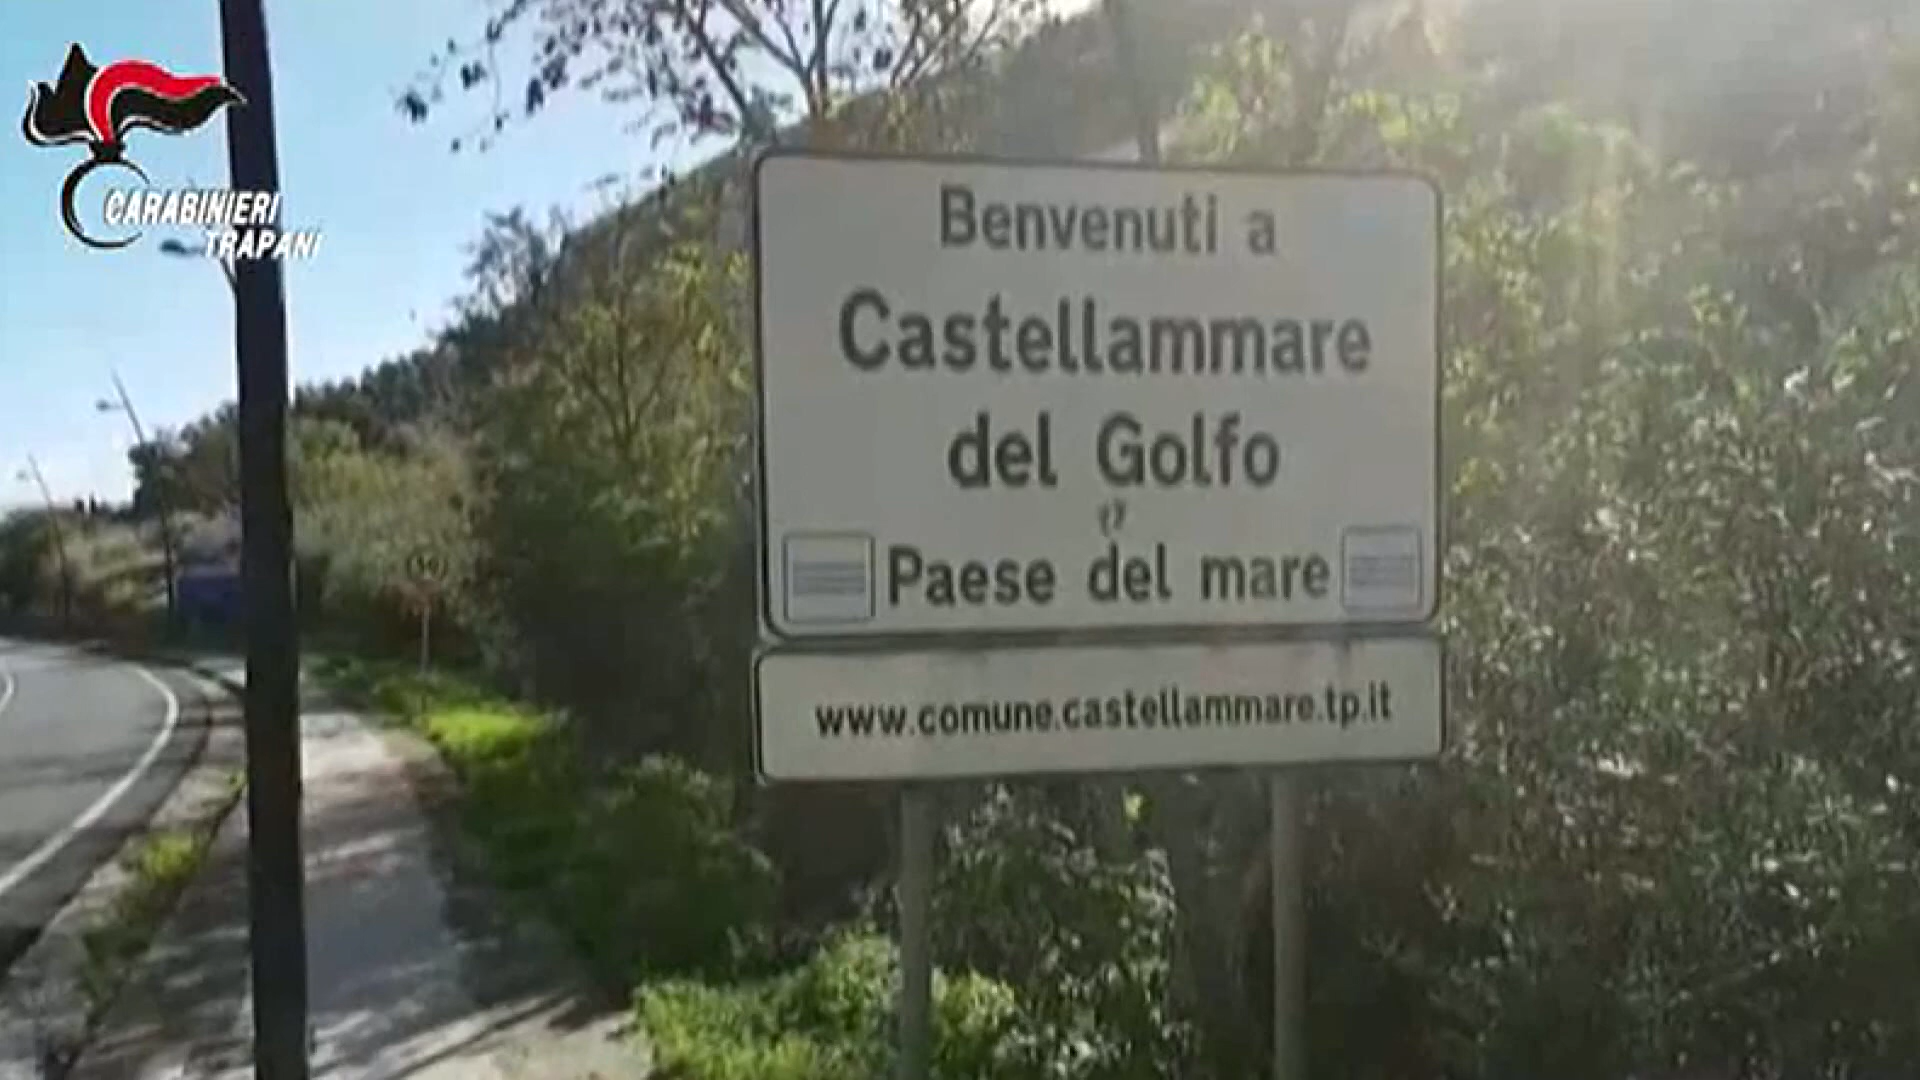 CARABINIERI
TRAPANI
Benvenuti a
Castellammare
del Golfo
Paese del mare
www.comune.castellammare.tp.it